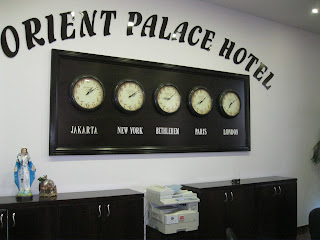 ORIENT PALACE HOTEL
JAKARTA NEW YORK BETHLEHEM PARIS LONDON